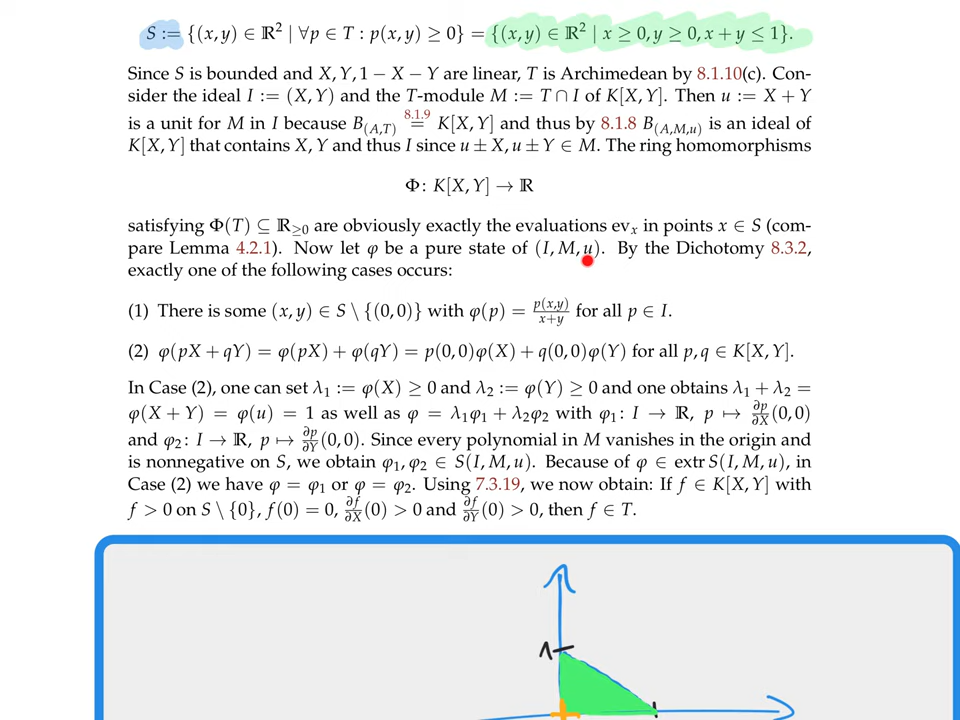 S := {(x, y) ∈ ℝ² | ∀p ∈ T : p(x, y) ≥ 0} = {(x, y) ∈ ℝ² | x ≥ 0, y ≥ 0, x + y ≤ 1}.
Since S is bounded and X, Y, 1 − X − Y are linear, T is Archimedean by 8.1.10(c). Con-
sider the ideal I := (X, Y) and the T-module M := T ∩ I of K[X, Y]. Then u := X + Y
is a unit for M in I because B_(A,T) =^{8.1.9} K[X, Y] and thus by 8.1.8 B_(A,M,u) is an ideal of
K[X, Y] that contains X, Y and thus I since u ± X, u ± Y ∈ M. The ring homomorphisms
Φ: K[X, Y] → ℝ
satisfying Φ(T) ⊆ ℝ_≥0 are obviously exactly the evaluations ev_x in points x ∈ S (com-
pare Lemma 4.2.1). Now let φ be a pure state of (I, M, u). By the Dichotomy 8.3.2,
exactly one of the following cases occurs:
(1) There is some (x, y) ∈ S \ {(0, 0)} with φ(p) = p(x,y)/x+y for all p ∈ I.
(2) φ(pX + qY) = φ(pX) + φ(qY) = p(0, 0)φ(X) + q(0, 0)φ(Y) for all p, q ∈ K[X, Y].
In Case (2), one can set λ₁ := φ(X) ≥ 0 and λ₂ := φ(Y) ≥ 0 and one obtains λ₁ + λ₂ =
φ(X + Y) = φ(u) = 1 as well as φ = λ₁φ₁ + λ₂φ₂ with φ₁: I → ℝ, p ↦ ∂p/∂X(0, 0)
and φ₂: I → ℝ, p ↦ ∂p/∂Y(0, 0). Since every polynomial in M vanishes in the origin and
is nonnegative on S, we obtain φ₁, φ₂ ∈ S(I, M, u). Because of φ ∈ extr S(I, M, u), in
Case (2) we have φ = φ₁ or φ = φ₂. Using 7.3.19, we now obtain: If f ∈ K[X, Y] with
f > 0 on S \ {0}, f(0) = 0, ∂f/∂X(0) > 0 and ∂f/∂Y(0) > 0, then f ∈ T.
1